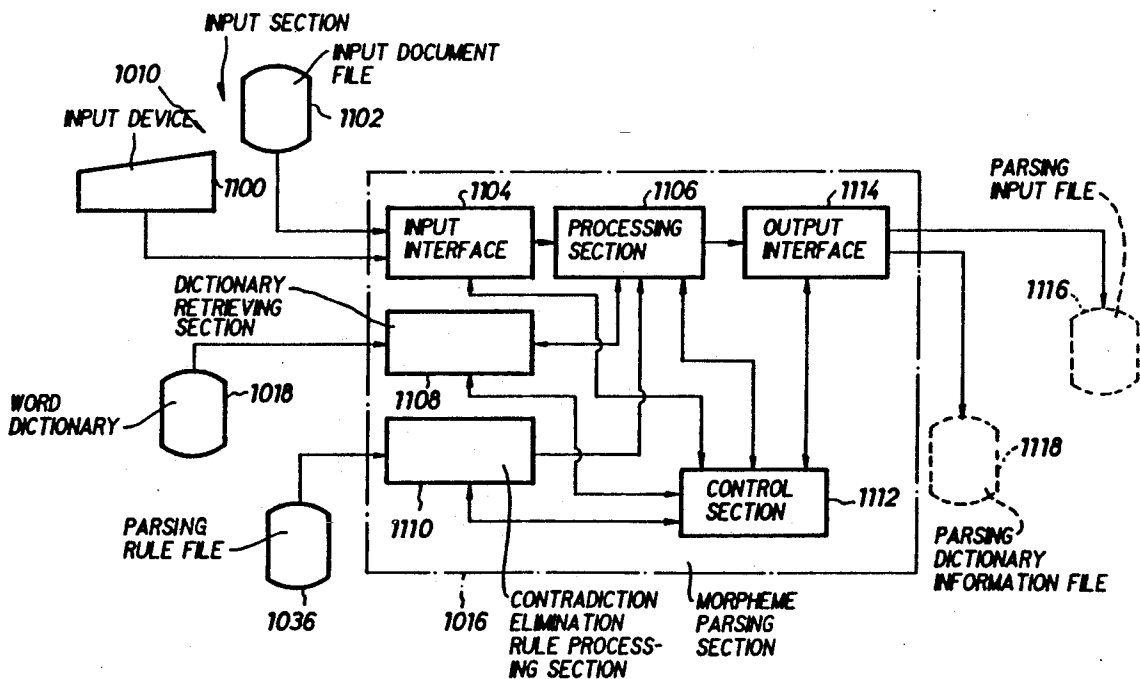 INPUT SECTION
INPUT DOCUMENT
FILE
1010
1102
INPUT DEVICE
1100
1104
INPUT
INTERFACE
1106
PROCESSING
SECTION
1114
OUTPUT
INTERFACE
PARSING
INPUT FILE
1116
DICTIONARY
RETRIEVING
SECTION
1108
WORD
DICTIONARY
1018
1110
CONTROL
SECTION
1112
1118
PARSING
RULE FILE
1036
PARSING
DICTIONARY
INFORMATION FILE
1016
CONTRADICTION
ELIMINATION
RULE PROCESS-
ING SECTION
MORPHEME
PARSING
SECTION